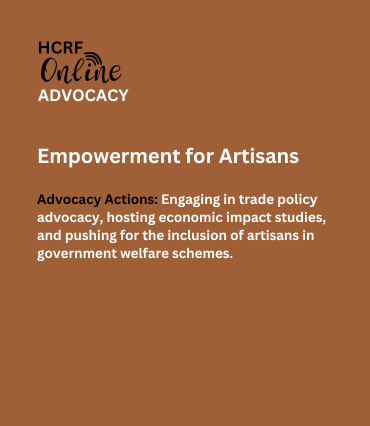 HCRF
Online
ADVOCACY
Empowerment for Artisans
Advocacy Actions: Engaging in trade policy
advocacy, hosting economic impact studies,
and pushing for the inclusion of artisans in
government welfare schemes.